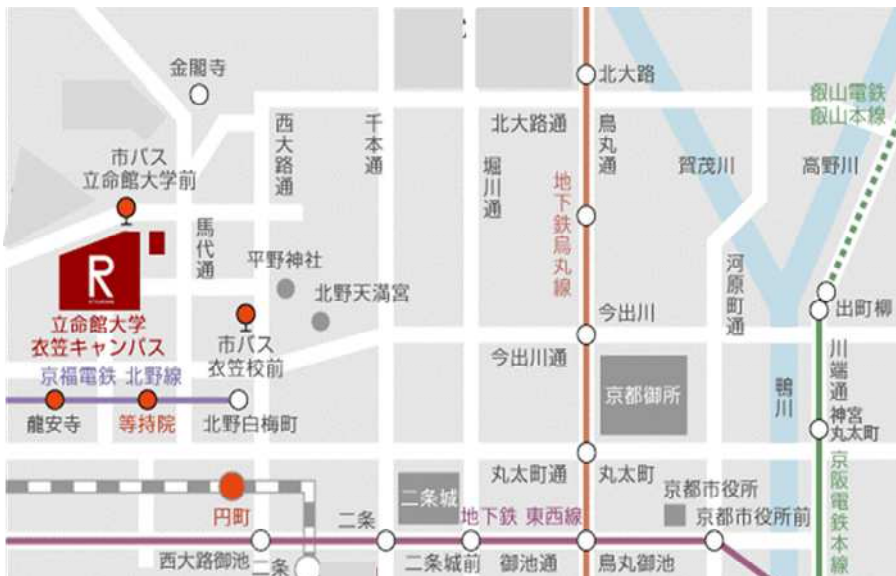 金閣寺
北大路
叡山電鉄
叡山本線
西大路通
千本通
北大路通
烏丸通
堀川通
賀茂川
高野川
市バス
立命館大学前
地下鉄烏丸線
馬代通
平野神社
北野天満宮
河原町通
R
立命館大学
衣笠キャンパス
市バス
衣笠校前
今出川
今出川通
出町柳
川端通
京都御所
鴨川
京福電鉄 北野線
龍安寺
等持院
北野白梅町
神宮
丸太町
丸太町通
丸太町
京阪電鉄本線
二条城
京都市役所
京都市役所前
円町
二条
地下鉄 東西線
西大路御池
二条
二条城前
御池通
烏丸御池